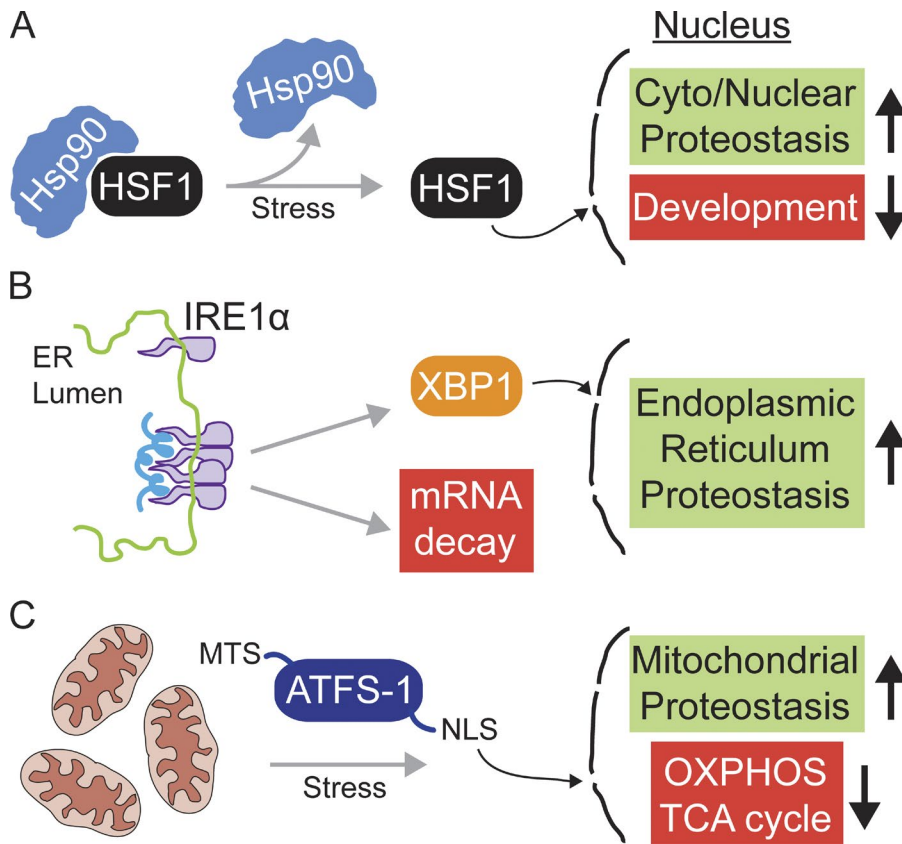 A
Nucleus
Hsp90
HSF1
Hsp90
Stress
HSF1
Cyto/Nuclear
Proteostasis
Development
B
IRE1α
ER
Lumen
XBP1
mRNA
decay
Endoplasmic
Reticulum
Proteostasis
C
MTS
ATFS-1
NLS
Stress
Mitochondrial
Proteostasis
OXPHOS
TCA cycle